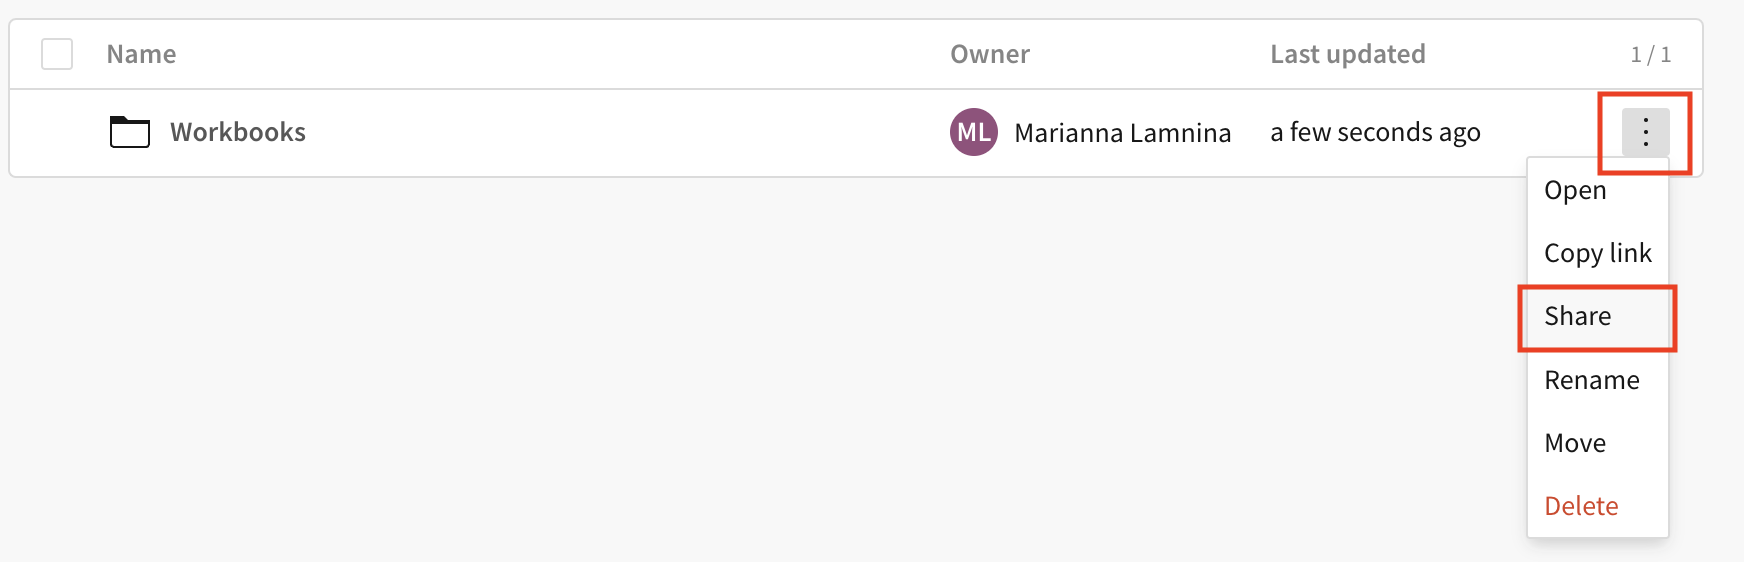 Name Owner Last updated 1 / 1
Workbooks ML Marianna Lamnina a few seconds ago
Open
Copy link
Share
Rename
Move
Delete